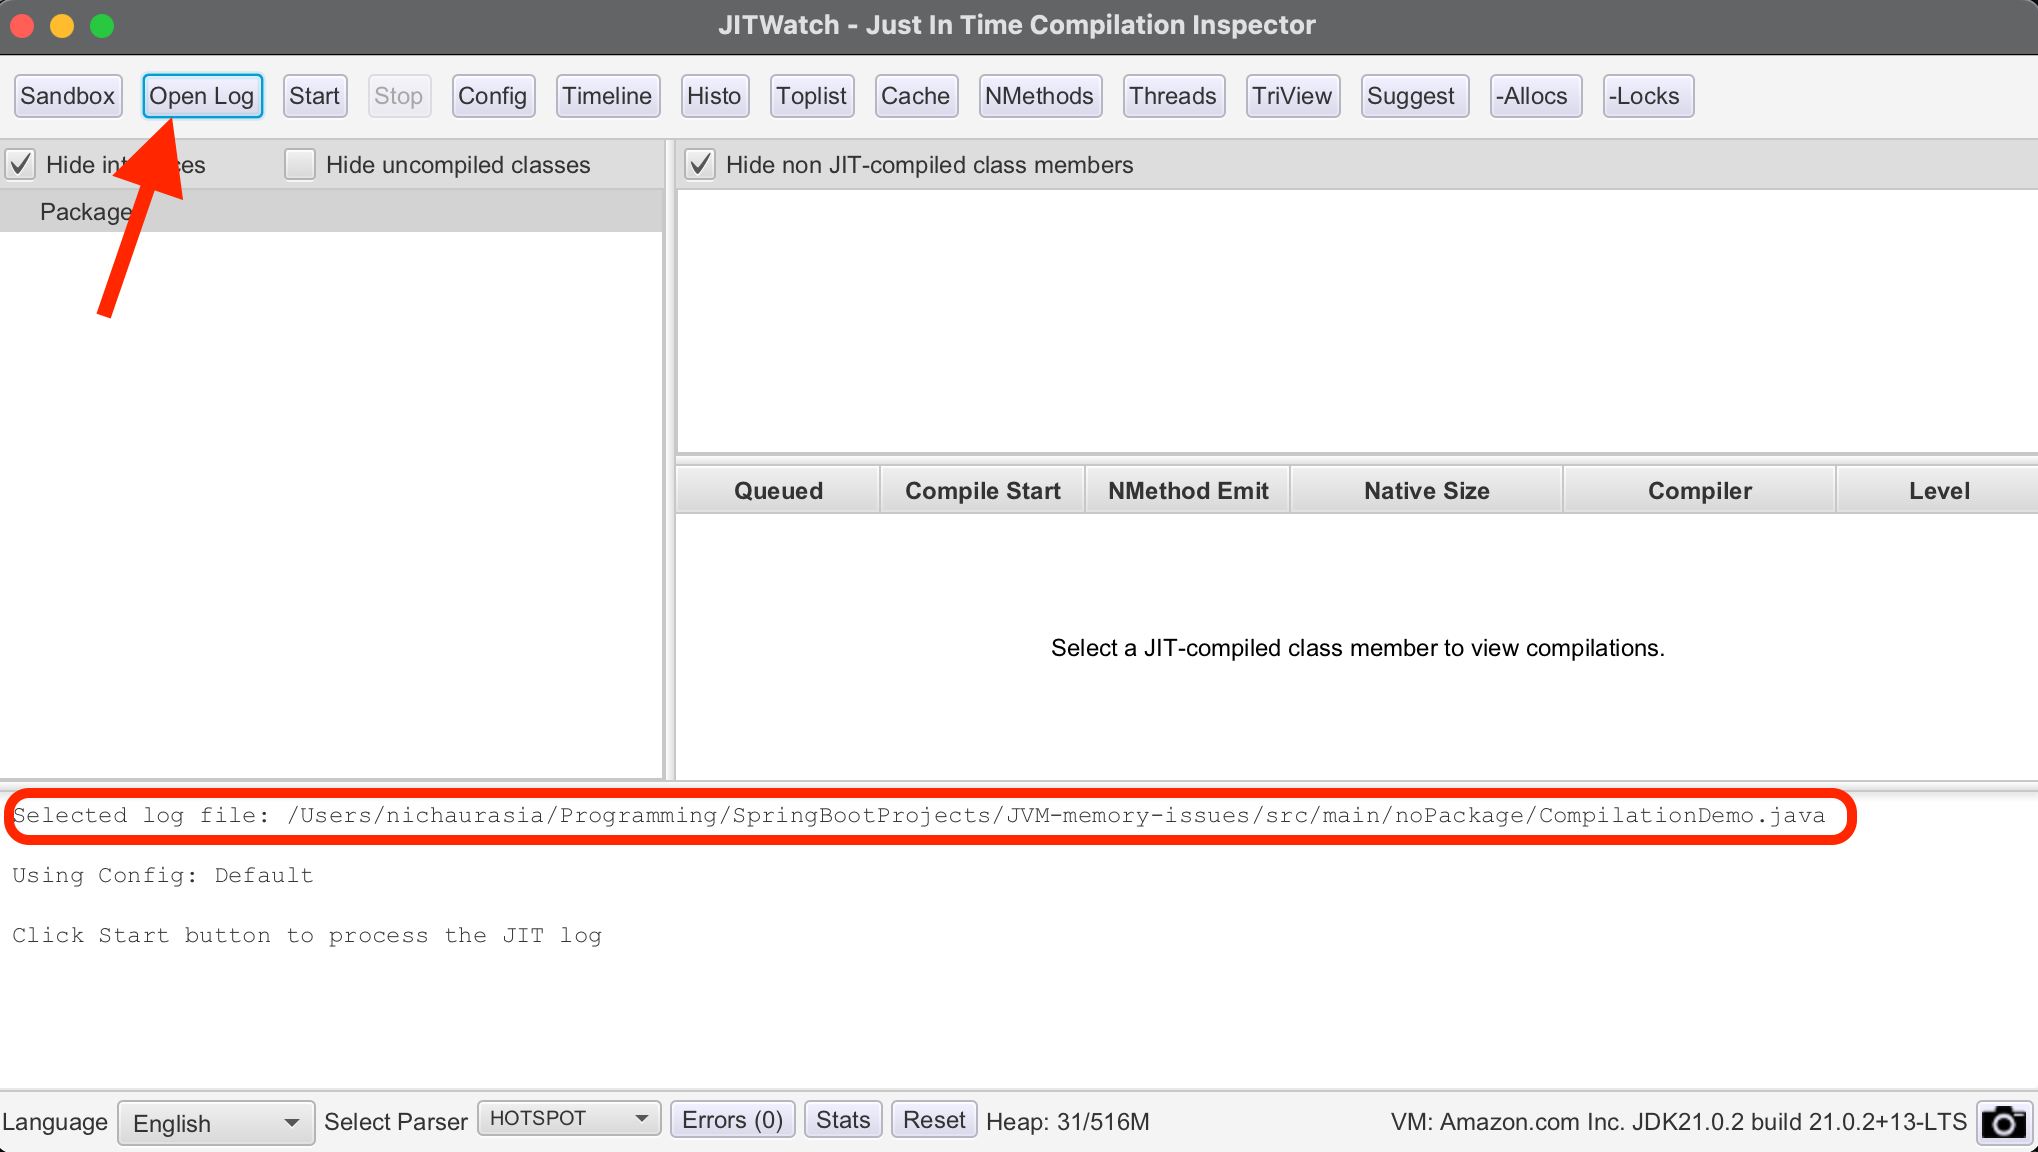 JITWatch - Just In Time Compilation Inspector
Sandbox Open Log Start Stop Config Timeline Histo Toplist Cache NMethods Threads TriView Suggest -Allocs -Locks
Hide Hide uncompiled classes Hide non JIT-compiled class members
Package
Queued Compile Start NMethod Emit Native Size Compiler Level
Select a JIT-compiled class member to view compilations.
Selected log file: /Users/nichaurasia/Programming/SpringBootProjects/JVM-memory-issues/src/main/noPackage/CompilationDemo.java
Using Config: Default
Click Start button to process the JIT log
Language English Select Parser HOTSPOT Errors (0) Stats Reset Heap: 31/516M VM: Amazon.com Inc. JDK21.0.2 build 21.0.2+13-LTS